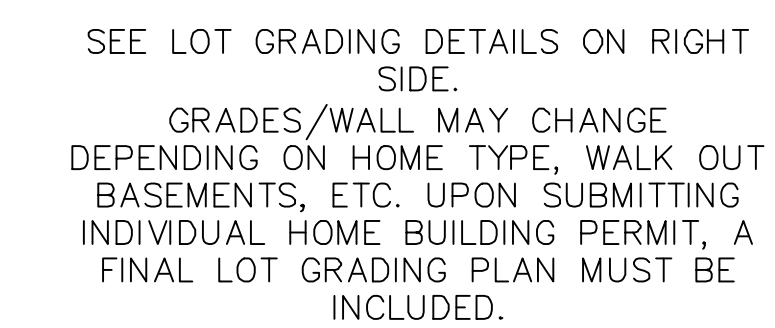 SEE LOT GRADING DETAILS ON RIGHT
SIDE.
GRADES/WALL MAY CHANGE
DEPENDING ON HOME TYPE, WALK OUT
BASEMENTS, ETC. UPON SUBMITTING
INDIVIDUAL HOME BUILDING PERMIT, A
FINAL LOT GRADING PLAN MUST BE
INCLUDED.